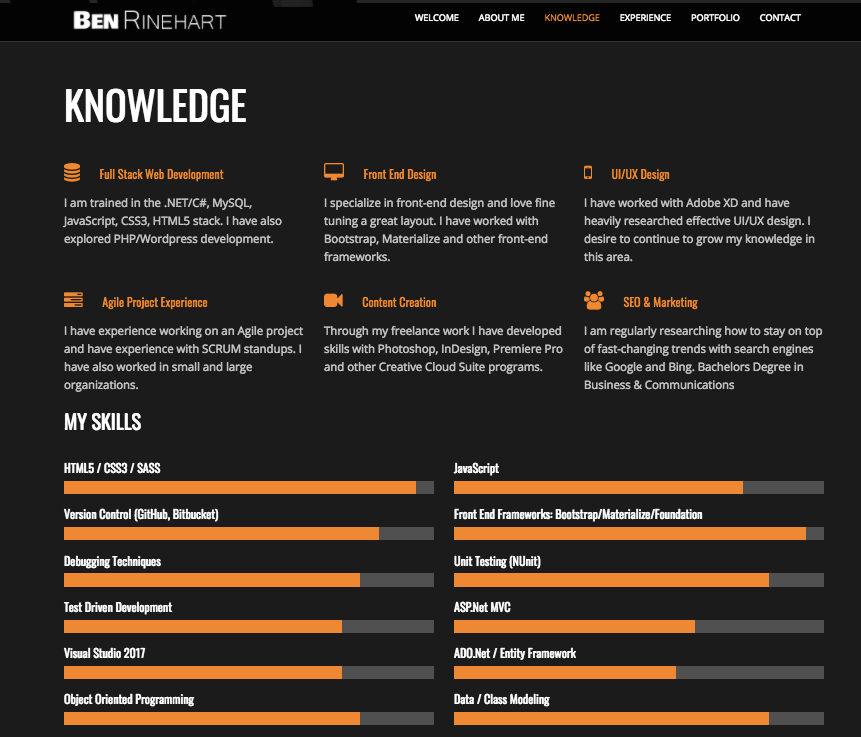 BEN RINEHART
WELCOME ABOUT ME KNOWLEDGE EXPERIENCE PORTFOLIO CONTACT
KNOWLEDGE
Full Stack Web Development
I am trained in the .NET/C#, MySQL,
JavaScript, CSS3, HTML5 stack. I have also
explored PHP/Wordpress development.
Front End Design
I specialize in front-end design and love fine
tuning a great layout. I have worked with
Bootstrap, Materialize and other front-end
frameworks.
UI/UX Design
I have worked with Adobe XD and have
heavily researched effective UI/UX design. I
desire to continue to grow my knowledge in
this area.
Agile Project Experience
I have experience working on an Agile project
and have experience with SCRUM standups. I
have also worked in small and large
organizations.
Content Creation
Through my freelance work I have developed
skills with Photoshop, InDesign, Premiere Pro
and other Creative Cloud Suite programs.
SEO & Marketing
I am regularly researching how to stay on top
of fast-changing trends with search engines
like Google and Bing. Bachelors Degree in
Business & Communications
MY SKILLS
HTML5 / CSS3 / SASS
JavaScript
Version Control (GitHub, Bitbucket)
Front End Frameworks: Bootstrap/Materialize/Foundation
Debugging Techniques
Unit Testing (NUnit)
Test Driven Development
ASP.Net MVC
Visual Studio 2017
ADO.Net / Entity Framework
Object Oriented Programming
Data / Class Modeling